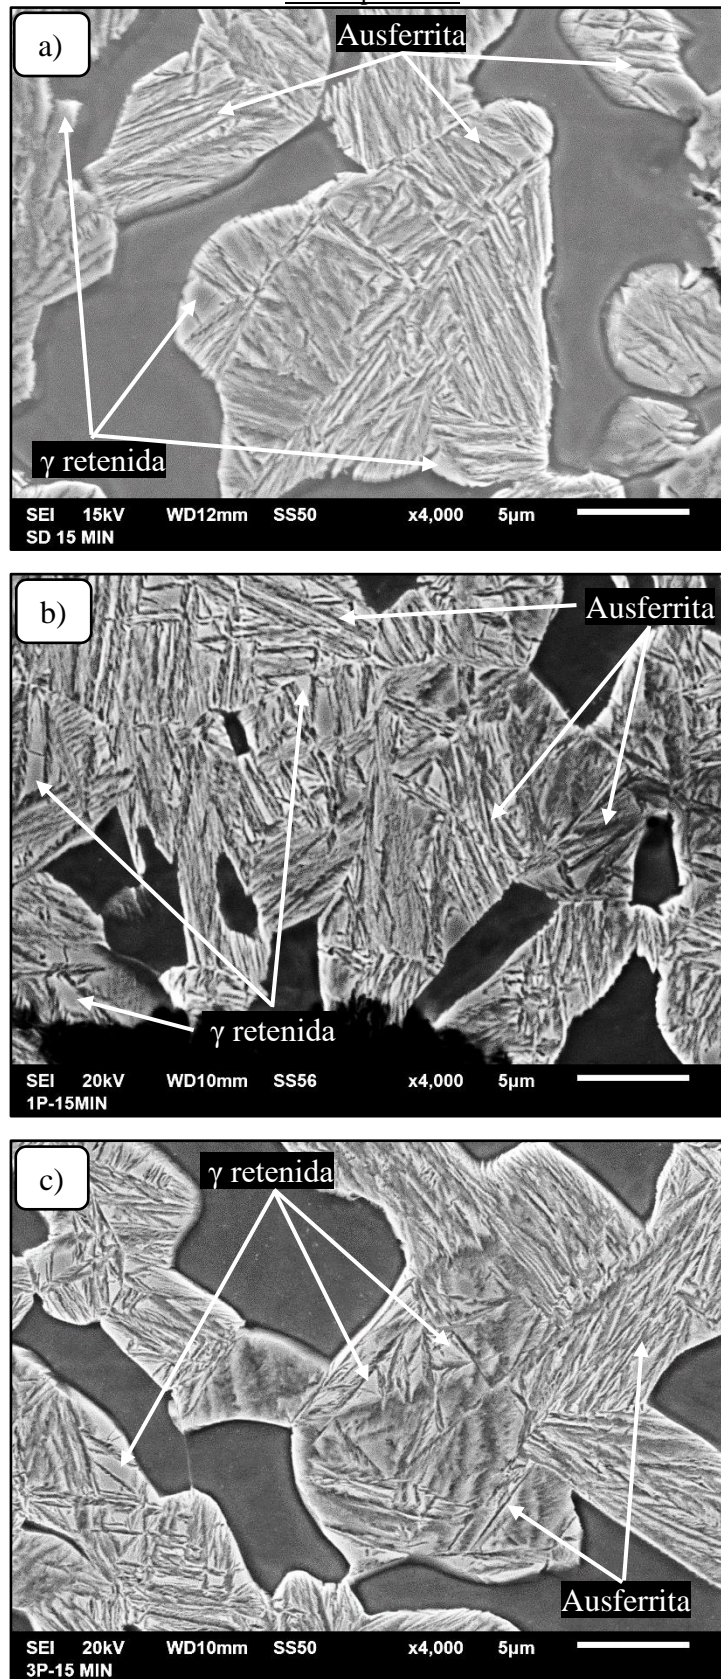 a)
Ausferrita
γ retenida
SEI 15kV WD12mm SS50 x4,000 5µm
SD 15 MIN
b)
Ausferrita
γ retenida
SEI 20kV WD10mm SS56 x4,000 5µm
1P-15MIN
c)
γ retenida
Ausferrita
SEI 20kV WD10mm SS50 x4,000 5µm
3P-15 MIN